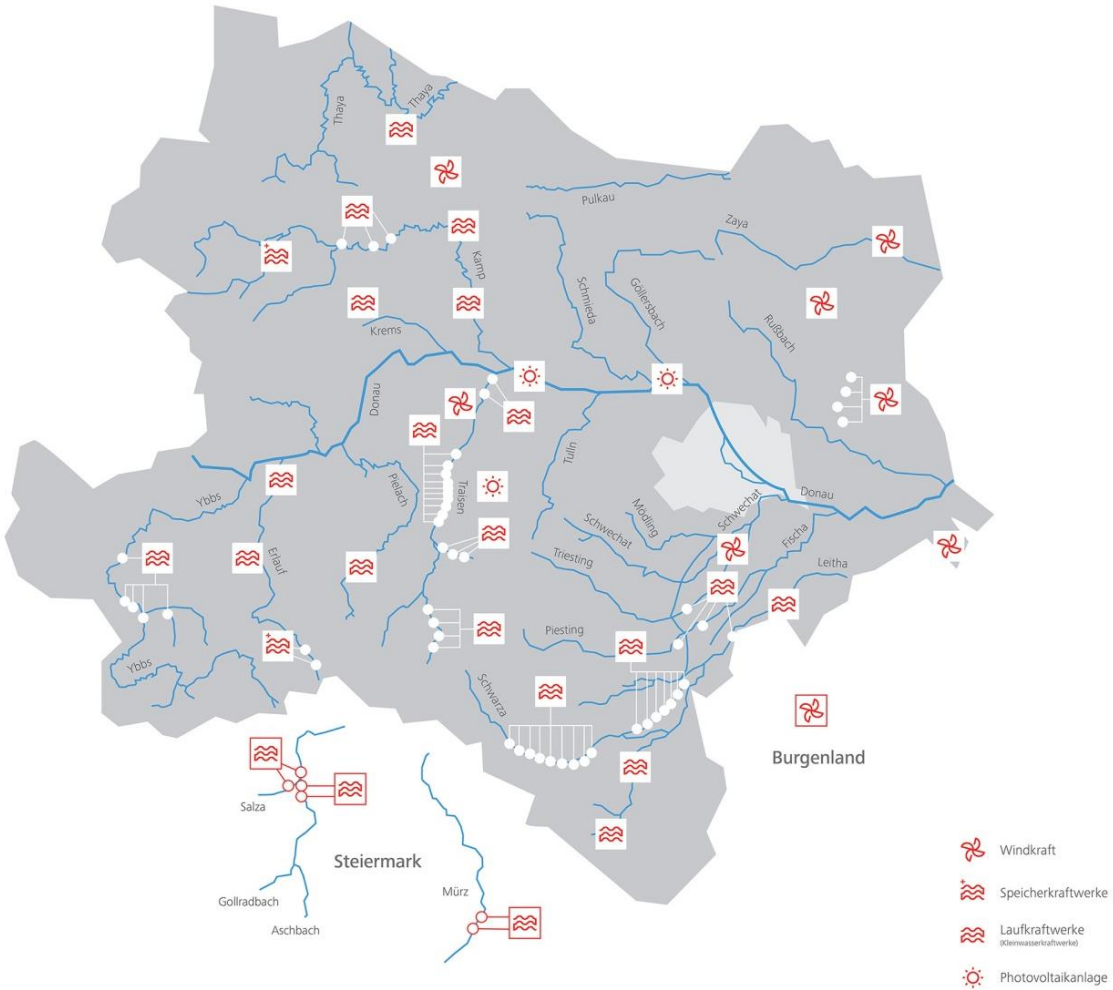 Thaya
Thaya
Pulkau
Zaya
Kamp
Schmieda
Göllersbach
Rußbach
Krems
Donau
Tulln
Traisen
Pielach
Ybbs
Erlauf
Mödling
Schwechat
Schwechat
Donau
Fischa
Triesting
Leitha
Piesting
Ybbs
Schwarza
Burgenland
Salza
Steiermark
Mürz
Gollradbach
Aschbach
Windkraft
Speicherkraftwerke
Laufkraftwerke
(Kleinwasserkraftwerke)
Photovoltaikanlage